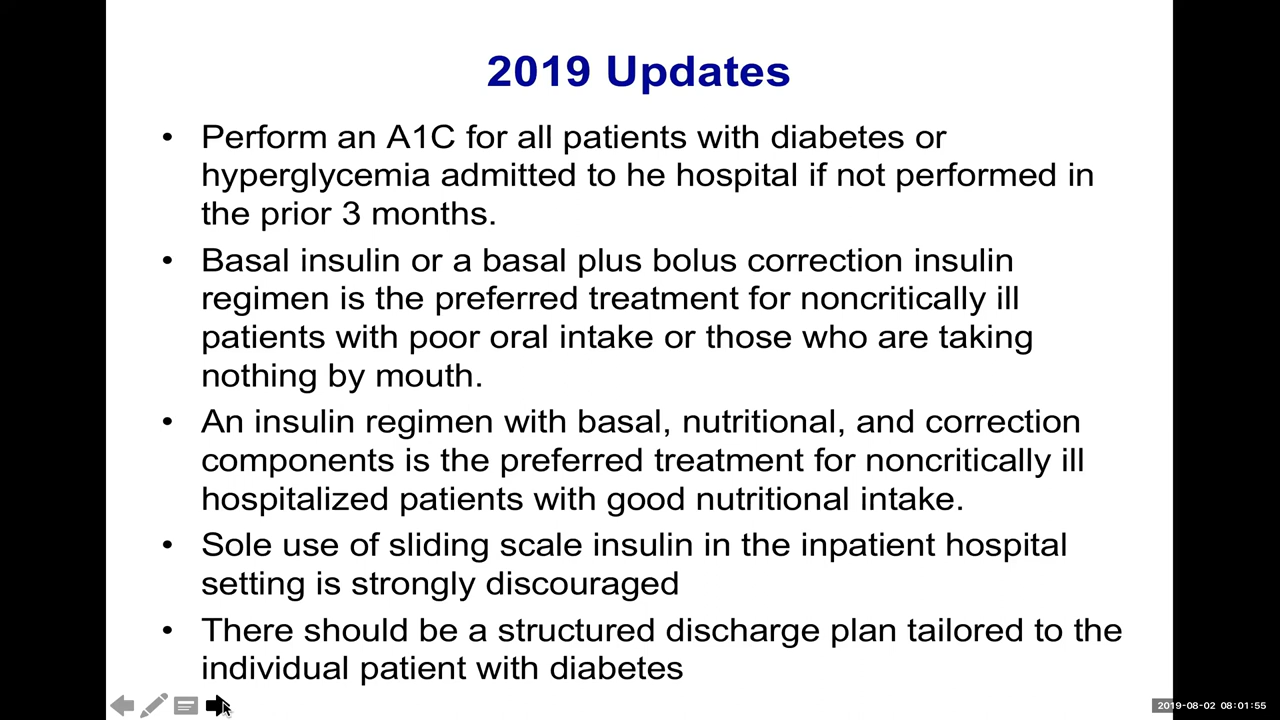 2019 Updates
• Perform an A1C for all patients with diabetes or
hyperglycemia admitted to he hospital if not performed in
the prior 3 months.
• Basal insulin or a basal plus bolus correction insulin
regimen is the preferred treatment for noncritically ill
patients with poor oral intake or those who are taking
nothing by mouth.
• An insulin regimen with basal, nutritional, and correction
components is the preferred treatment for noncritically ill
hospitalized patients with good nutritional intake.
• Sole use of sliding scale insulin in the inpatient hospital
setting is strongly discouraged
• There should be a structured discharge plan tailored to the
individual patient with diabetes
2019-08-02 08:01:55